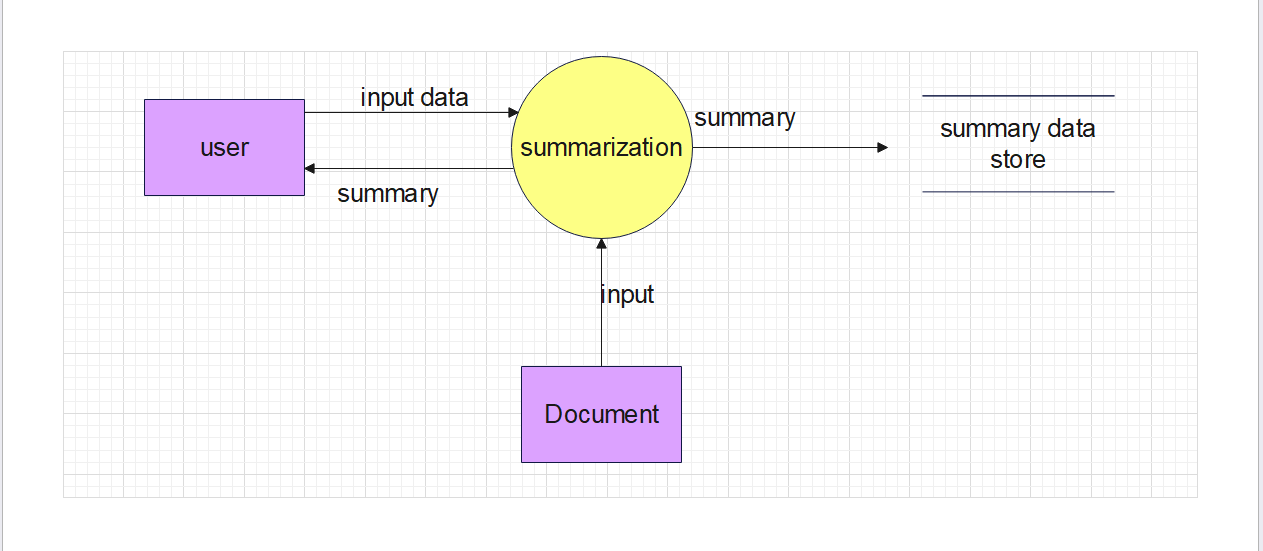 input data
user
summarization
summary
summary
summary data
store
input
Document